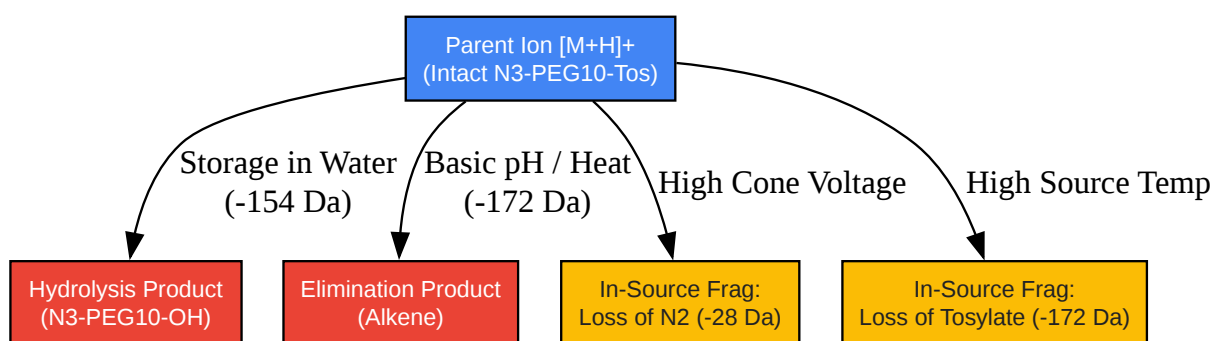 Parent Ion [M+H]+
(Intact N3-PEG10-Tos)
Storage in Water
(-154 Da)
Basic pH / Heat
(-172 Da)
High Cone Voltage
High Source Temp
Hydrolysis Product
(N3-PEG10-OH)
Elimination Product
(Alkene)
In-Source Frag:
Loss of N2 (-28 Da)
In-Source Frag:
Loss of Tosylate (-172 Da)